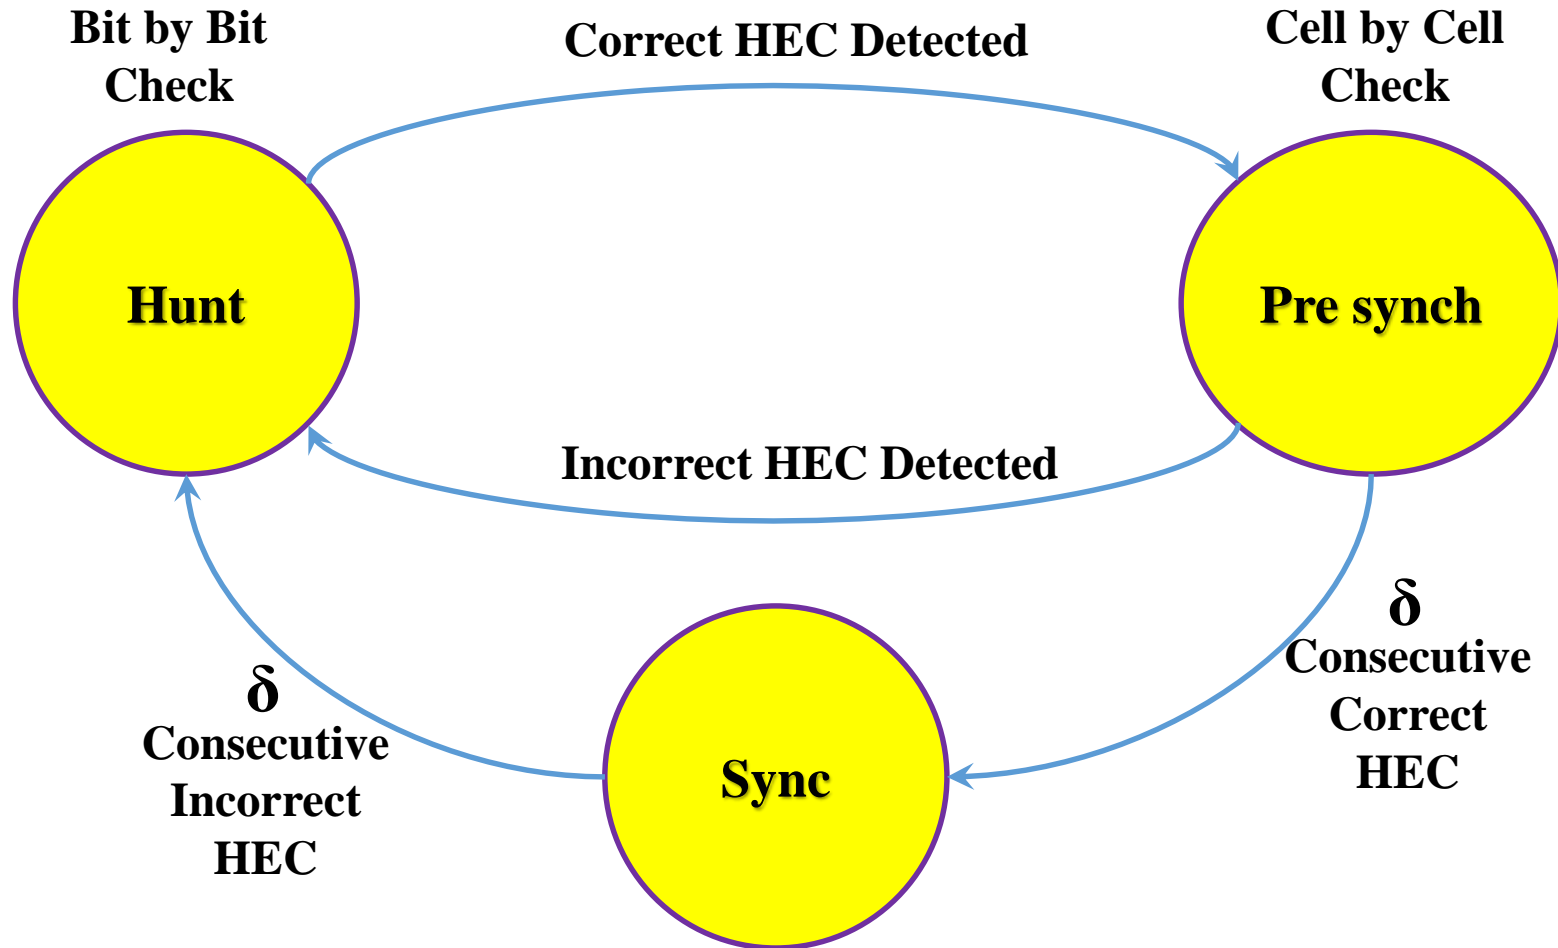 Bit by Bit
Check
Correct HEC Detected
Cell by Cell
Check
Hunt
Pre synch
Incorrect HEC Detected
δ
Consecutive
Correct
HEC
δ
Consecutive
Incorrect
HEC
Sync